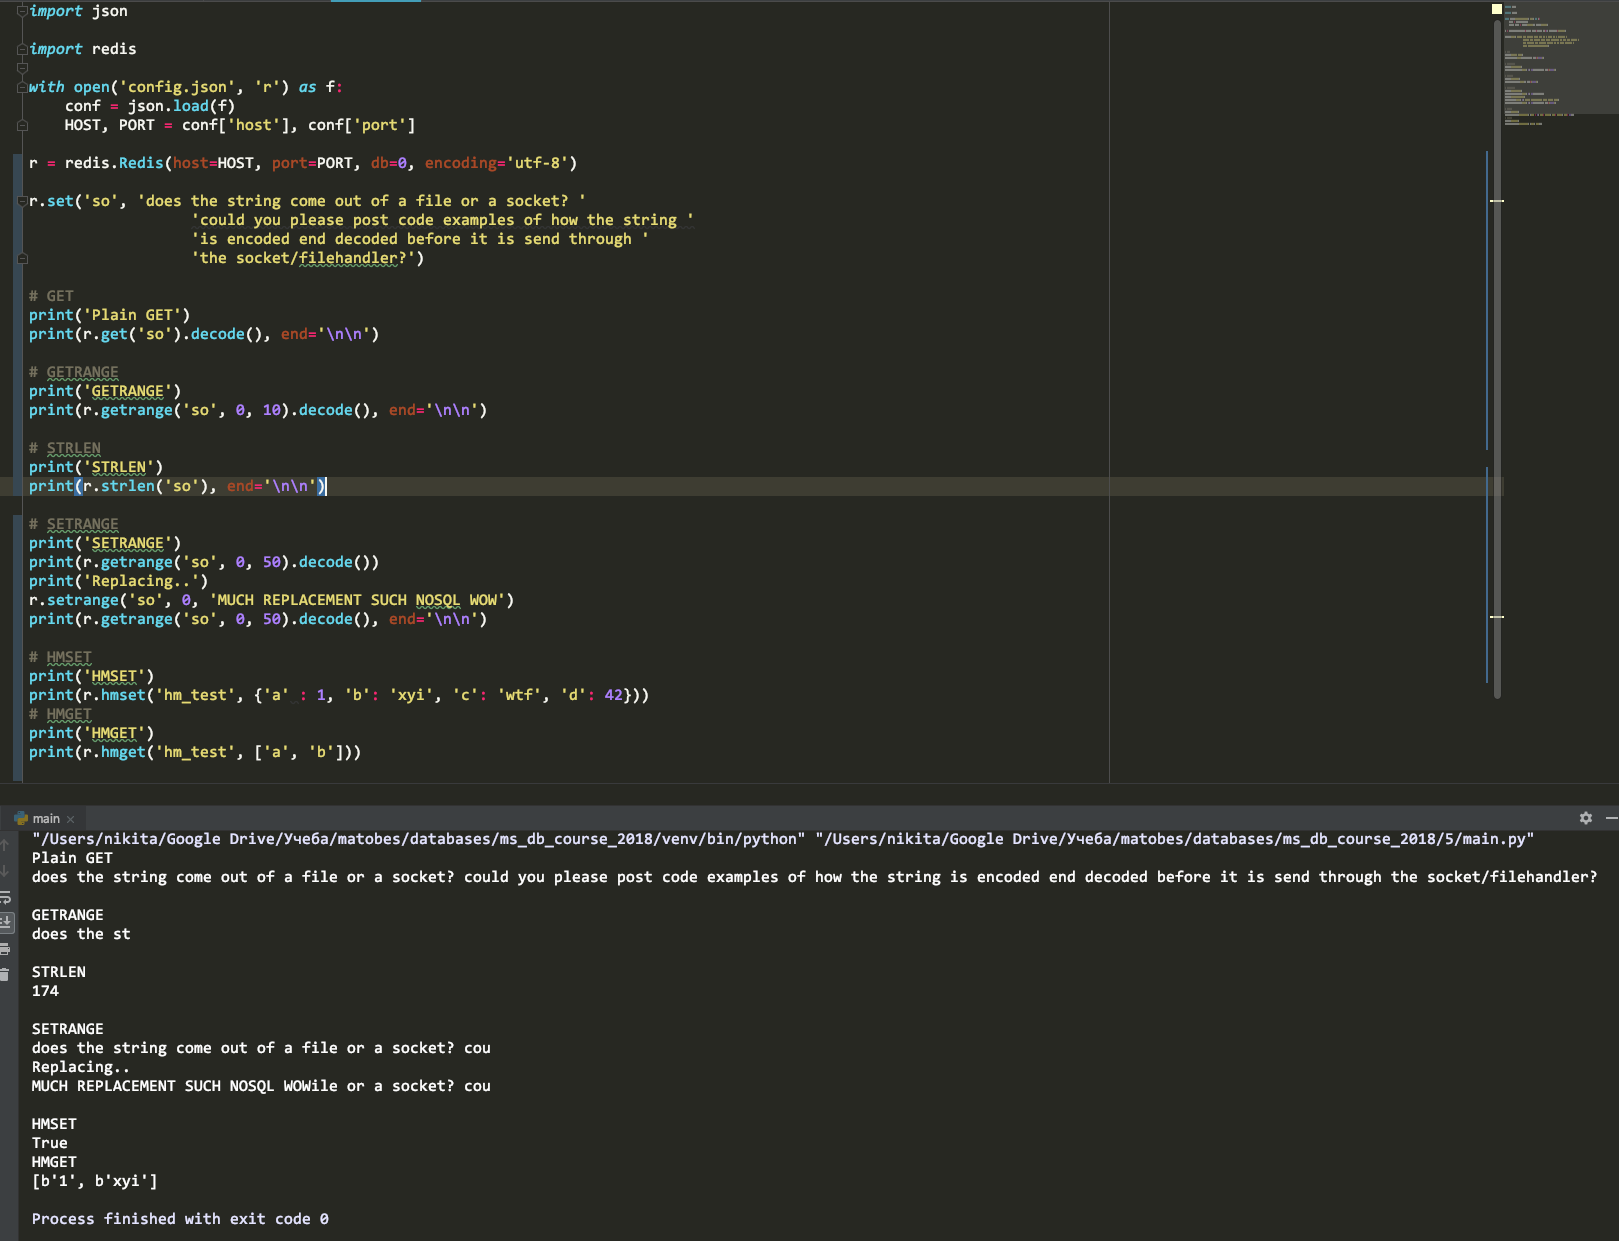 import json
import redis
with open('config.json', 'r') as f:
    conf = json.load(f)
    HOST, PORT = conf['host'], conf['port']
r = redis.Redis(host=HOST, port=PORT, db=0, encoding='utf-8')
r.set('so', 'does the string come out of a file or a socket? '
                  'could you please post code examples of how the string '
                  'is encoded end decoded before it is send through '
                  'the socket/filehandler?')
# GET
print('Plain GET')
print(r.get('so').decode(), end='\n\n')
# GETRANGE
print('GETRANGE')
print(r.getrange('so', 0, 10).decode(), end='\n\n')
# STRLEN
print('STRLEN')
print(r.strlen('so'), end='\n\n')
# SETRANGE
print('SETRANGE')
print(r.getrange('so', 0, 50).decode())
print('Replacing..')
r.setrange('so', 0, 'MUCH REPLACEMENT SUCH NOSQL WOW')
print(r.getrange('so', 0, 50).decode(), end='\n\n')
# HMSET
print('HMSET')
print(r.hmset('hm_test', {'a' : 1, 'b': 'xyi', 'c': 'wtf', 'd': 42}))
# HMGET
print('HMGET')
print(r.hmget('hm_test', ['a', 'b']))
main
"/Users/nikita/Google Drive/Учеба/matobes/databases/ms_db_course_2018/venv/bin/python" "/Users/nikita/Google Drive/Учеба/matobes/databases/ms_db_course_2018/5/main.py"
Plain GET
does the string come out of a file or a socket? could you please post code examples of how the string is encoded end decoded before it is send through the socket/filehandler?
GETRANGE
does the st
STRLEN
174
SETRANGE
does the string come out of a file or a socket? cou
Replacing..
MUCH REPLACEMENT SUCH NOSQL WOWile or a socket? cou
HMSET
True
HMGET
[b'1', b'xyi']
Process finished with exit code 0